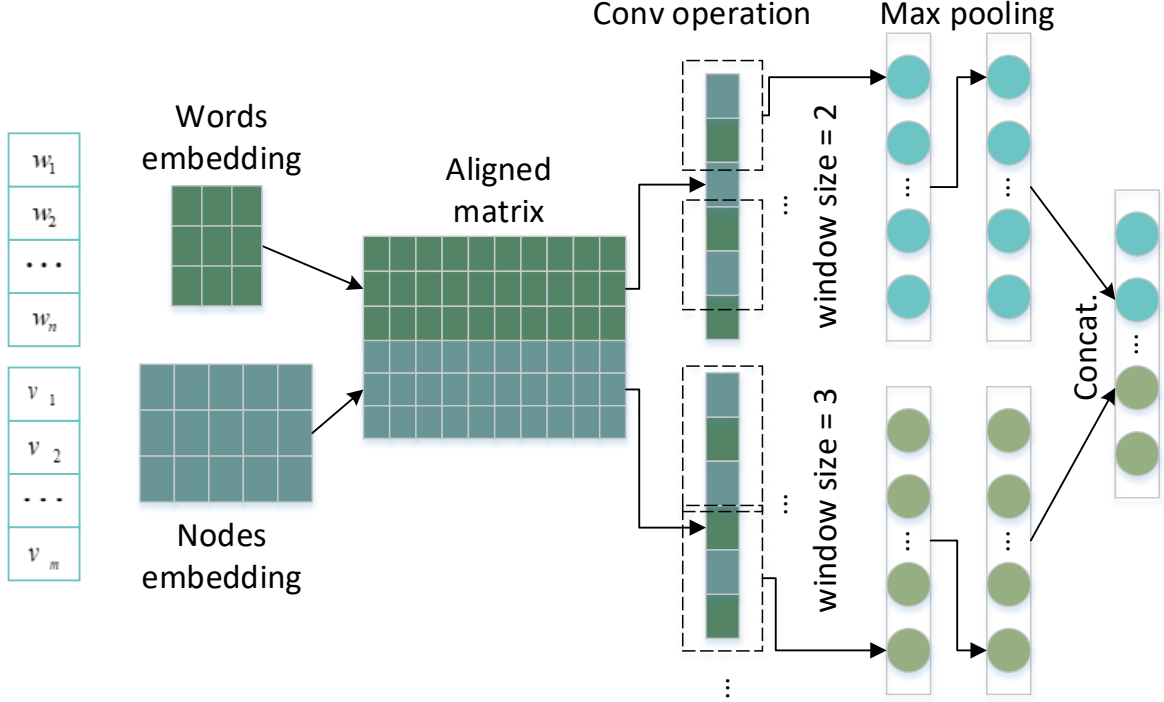 Conv operation
Max pooling
w1
w2
...
wn
v 1
v 2
...
v m
Words
embedding
Nodes
embedding
Aligned
matrix
...
window size = 2
...
window size = 3
...
...
...
...
...
Concat.
...